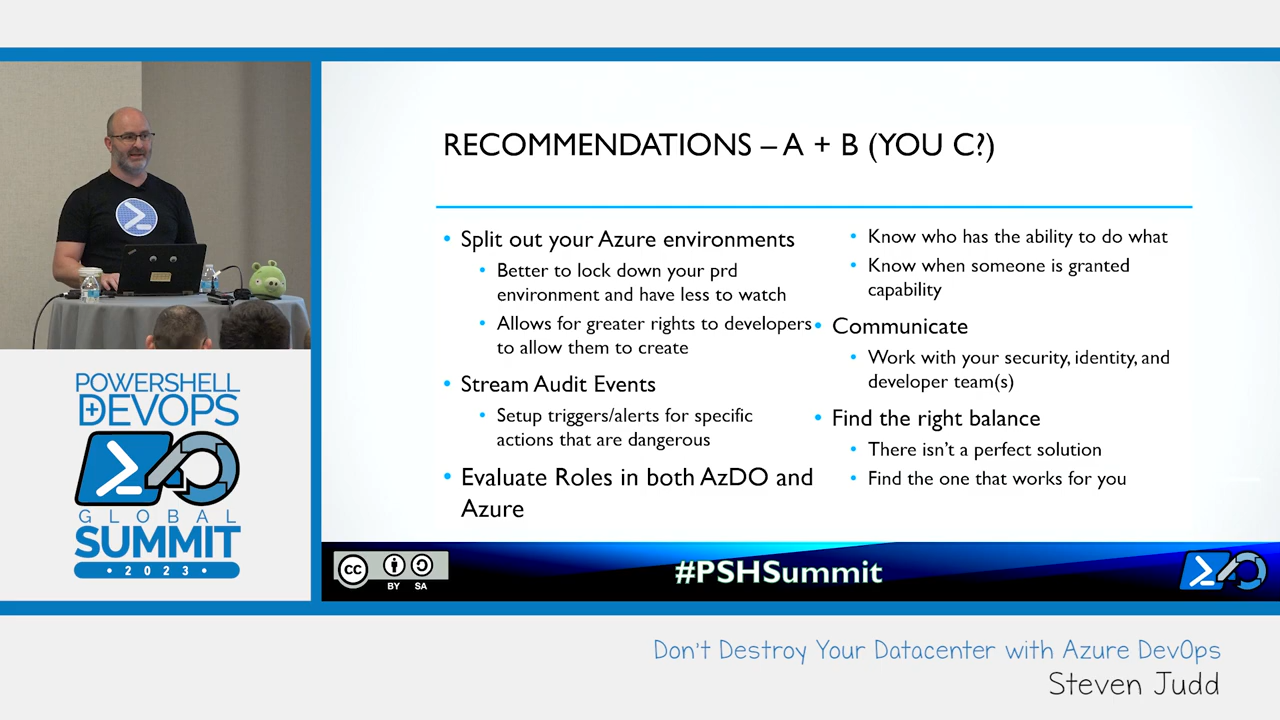 RECOMMENDATIONS – A + B (YOU C?)
• Split out your Azure environments
• Better to lock down your prd
environment and have less to watch
• Allows for greater rights to developers
to allow them to create
• Stream Audit Events
• Setup triggers/alerts for specific
actions that are dangerous
• Evaluate Roles in both AzDO and
Azure
• Know who has the ability to do what
• Know when someone is granted
capability
• Communicate
• Work with your security, identity, and
developer team(s)
• Find the right balance
• There isn't a perfect solution
• Find the one that works for you
POWERSHELL
+DEVOPS
GLOBAL
SUMMIT
• 2023 •
cc
BY SA
#PSHSummit
Don't Destroy Your Datacenter with Azure DevOps
Steven Judd